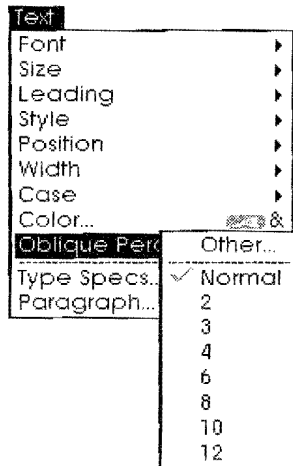 Text
Font
Size
Leading
Style
Position
Width
Case
Color... &
Oblique Perc
Other...
Type Specs..
Normal
Paragraph...
2
3
4
6
8
10
12